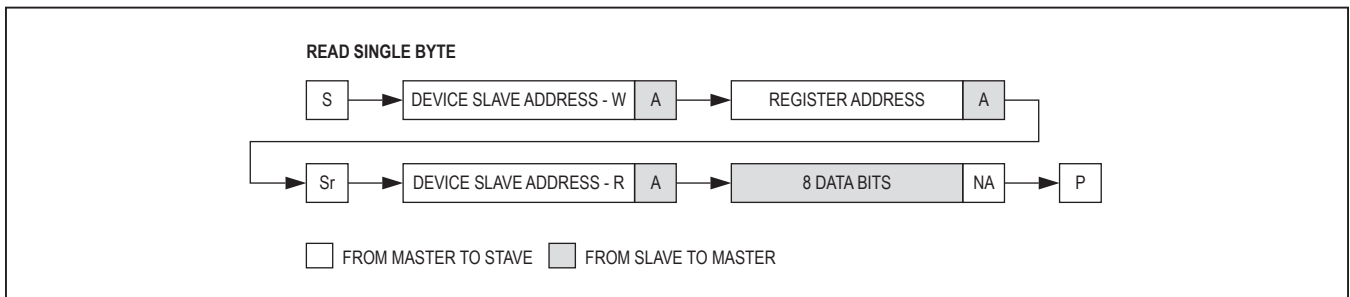 READ SINGLE BYTE
S DEVICE SLAVE ADDRESS - W A REGISTER ADDRESS A
Sr DEVICE SLAVE ADDRESS - R A 8 DATA BITS NA P
FROM MASTER TO STAVE FROM SLAVE TO MASTER